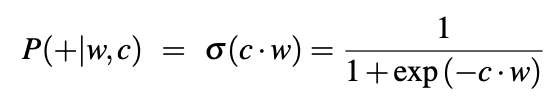 P(+|w,c) = σ(c·w) = 1 / (1 + exp(−c·w))